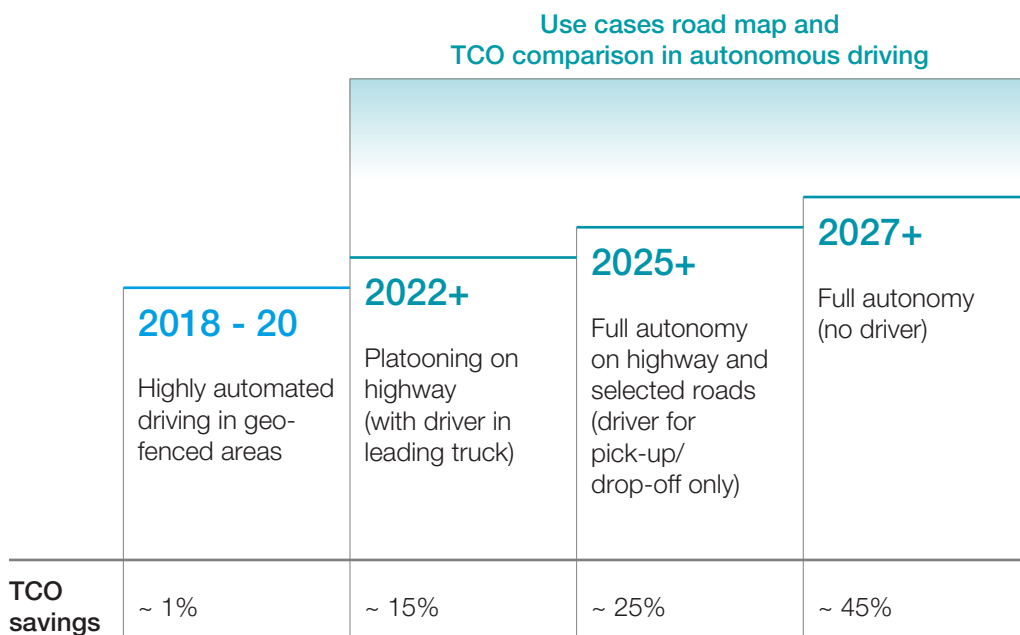 Use cases road map and
TCO comparison in autonomous driving
2018 - 20
Highly automated
driving in geo-
fenced areas
2022+
Platooning on
highway
(with driver in
leading truck)
2025+
Full autonomy
on highway and
selected roads
(driver for
pick-up/
drop-off only)
2027+
Full autonomy
(no driver)
TCO
savings
~ 1%
~ 15%
~ 25%
~ 45%